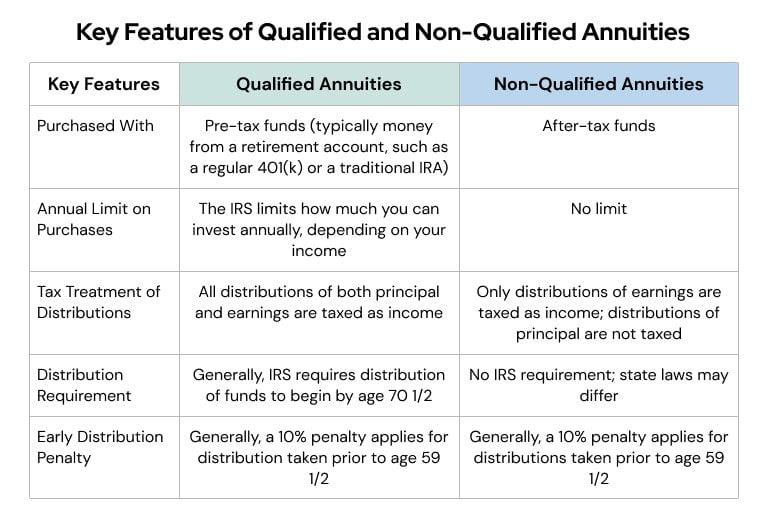 Key Features of Qualified and Non-Qualified Annuities
Key Features
Qualified Annuities
Non-Qualified Annuities
Purchased With
Pre-tax funds (typically money
from a retirement account, such as
a regular 401(k) or a traditional IRA)
After-tax funds
Annual Limit on
Purchases
The IRS limits how much you can
invest annually, depending on your
income
No limit
Tax Treatment of
Distributions
All distributions of both principal
and earnings are taxed as income
Only distributions of earnings are
taxed as income; distributions of
principal are not taxed
Distribution
Requirement
Generally, IRS requires distribution
of funds to begin by age 70 1/2
No IRS requirement; state laws may
differ
Early Distribution
Penalty
Generally, a 10% penalty applies for
distribution taken prior to age 59
1/2
Generally, a 10% penalty applies for
distributions taken prior to age 59
1/2